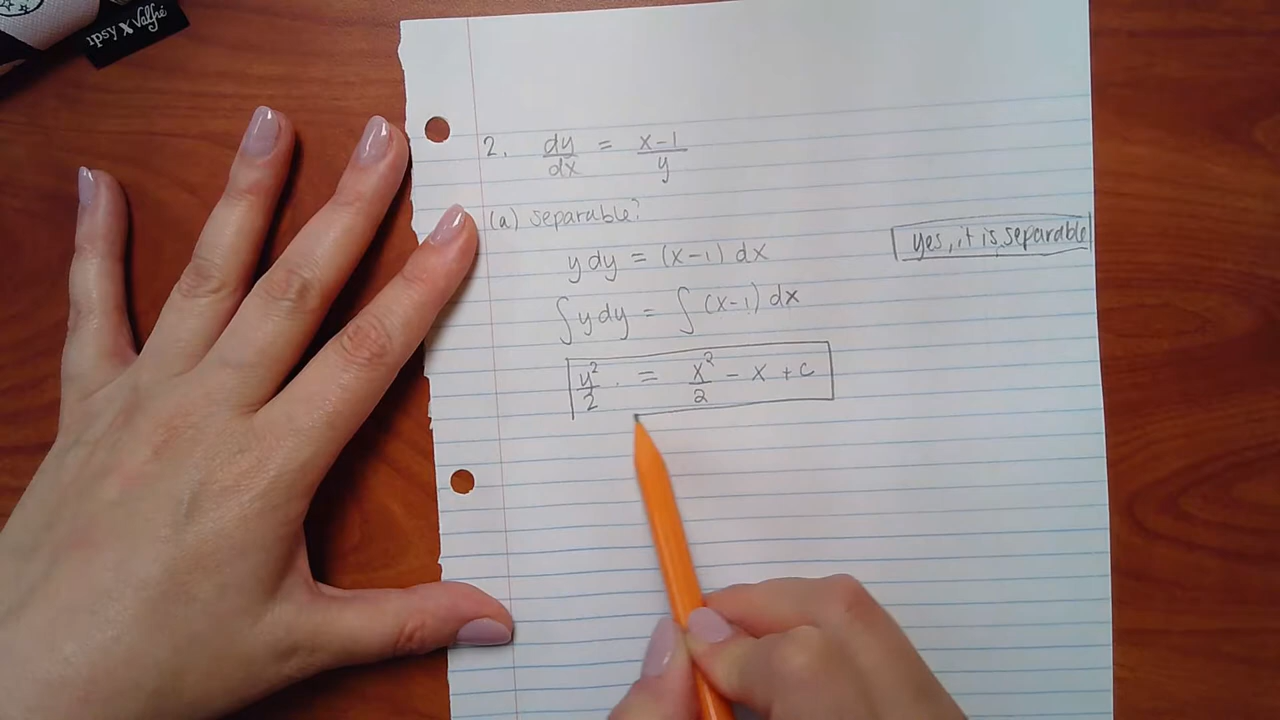 ipsy x Valfré
2. dy/dx = x-1/y
(a) separable?
yes, it is separable
y dy = (x-1) dx
∫ y dy = ∫ (x-1) dx
y²/2 = x²/2 - x + c